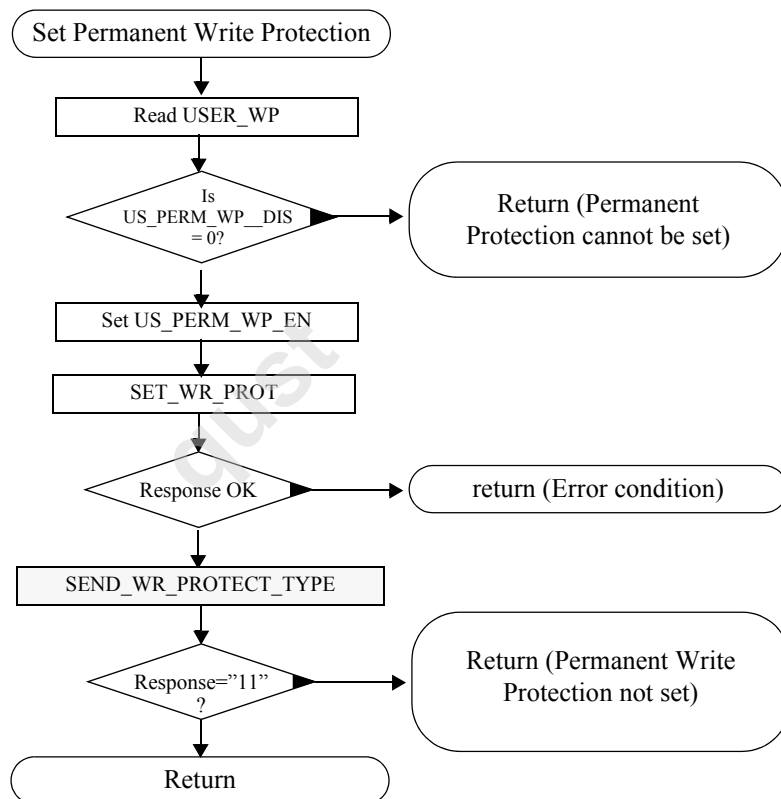 Set Permanent Write Protection
Read USER_WP
Is
US_PERM_WP__DIS
= 0?
Return (Permanent
Protection cannot be set)
Set US_PERM_WP_EN
SET_WR_PROT
qust
Response OK
return (Error condition)
SEND_WR_PROTECT_TYPE
Response=”11”
?
Return (Permanent Write
Protection not set)
Return